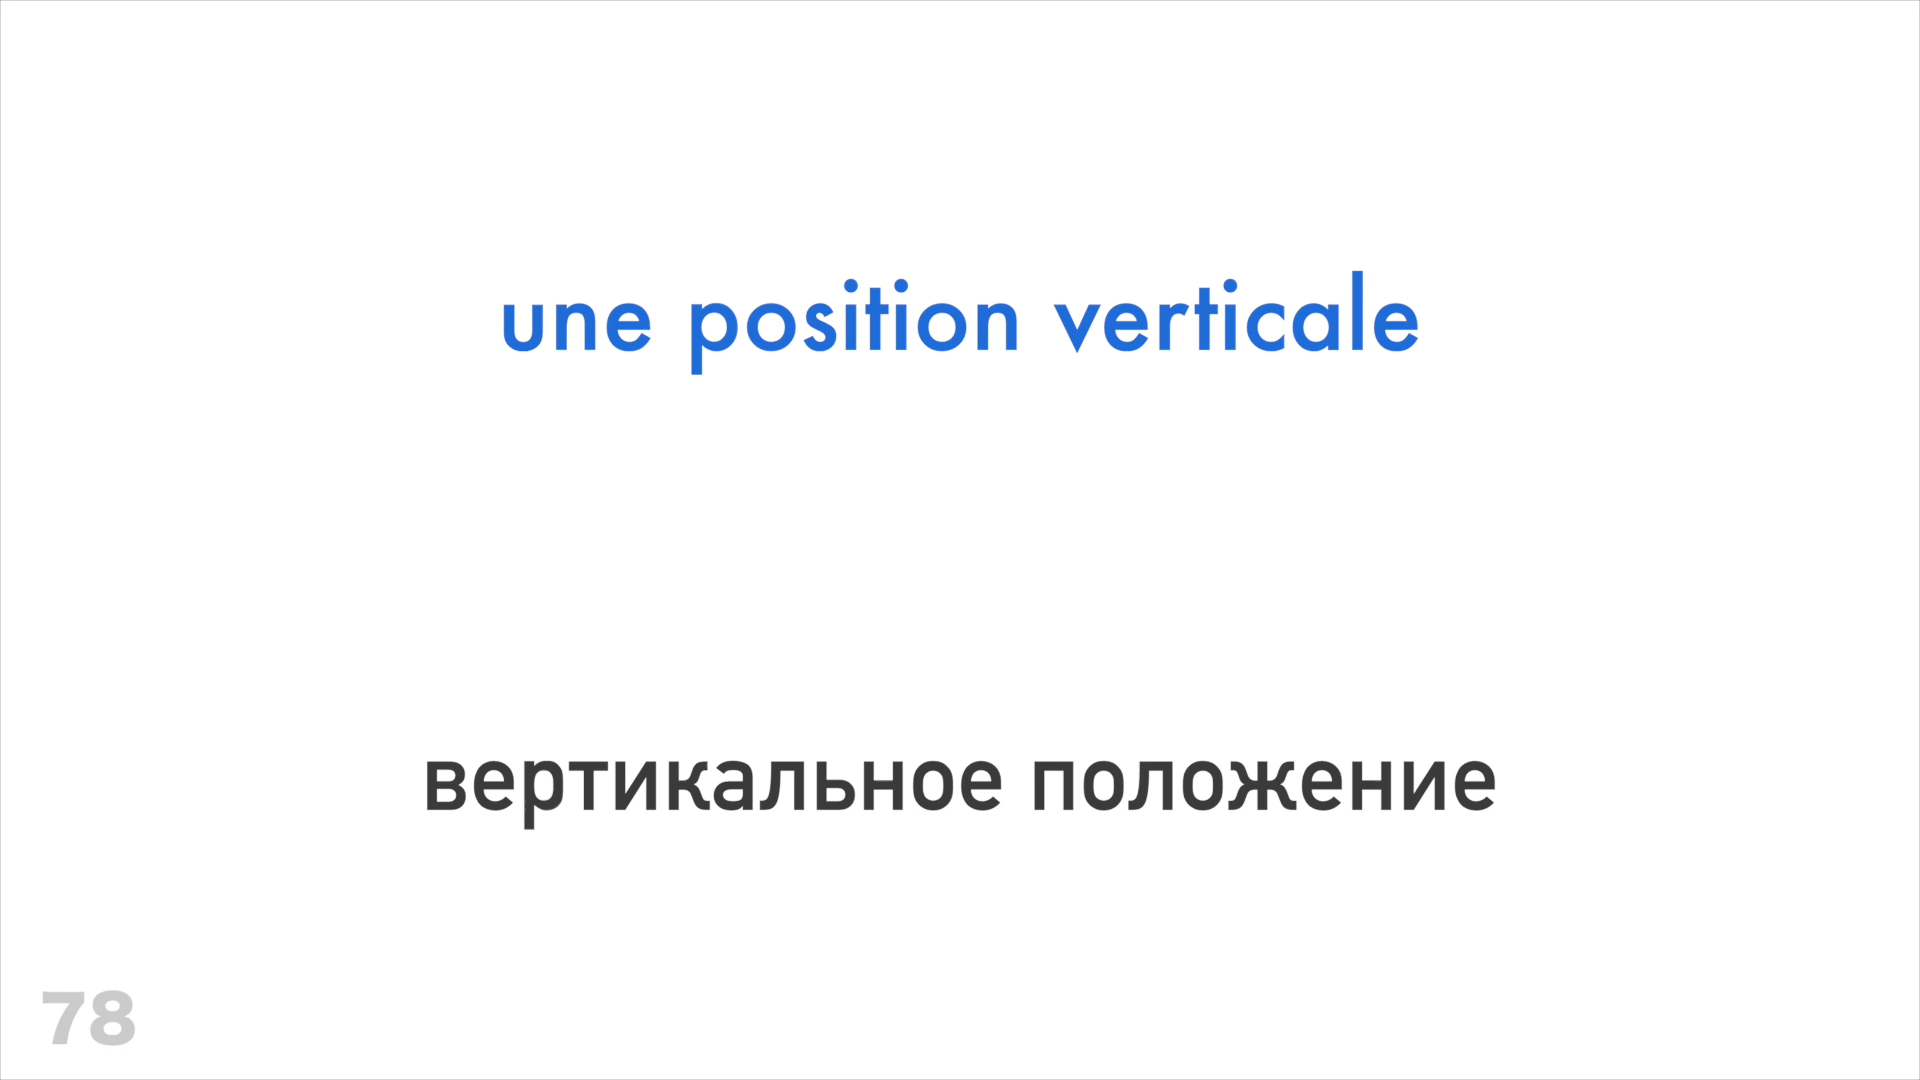 une position verticale
вертикальное положение
78